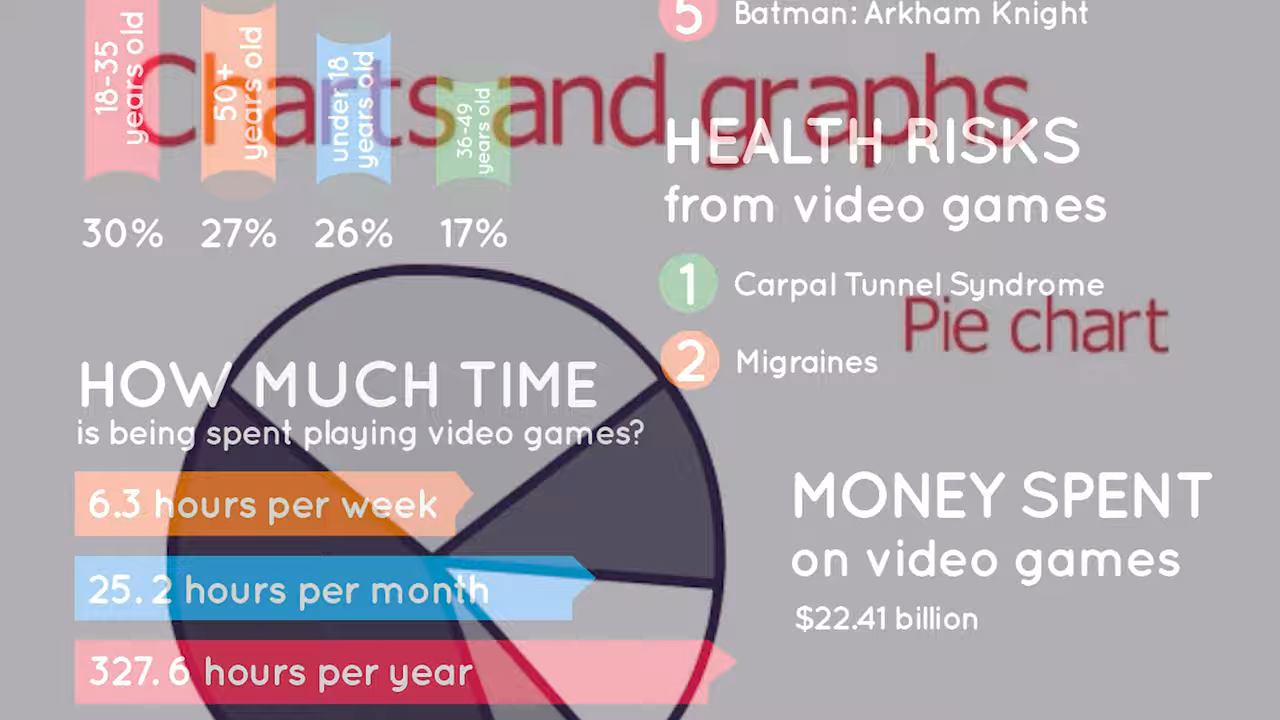 5 Batman: Arkham Knight
Charts and graphs
18-35
years old
50+
years old
under 18
years old
36-49
years old
30% 27% 26% 17%
HEALTH RISKS
from video games
1 Carpal Tunnel Syndrome
2 Migraines
Pie chart
HOW MUCH TIME
is being spent playing video games?
6.3 hours per week
25. 2 hours per month
327. 6 hours per year
MONEY SPENT
on video games
$22.41 billion